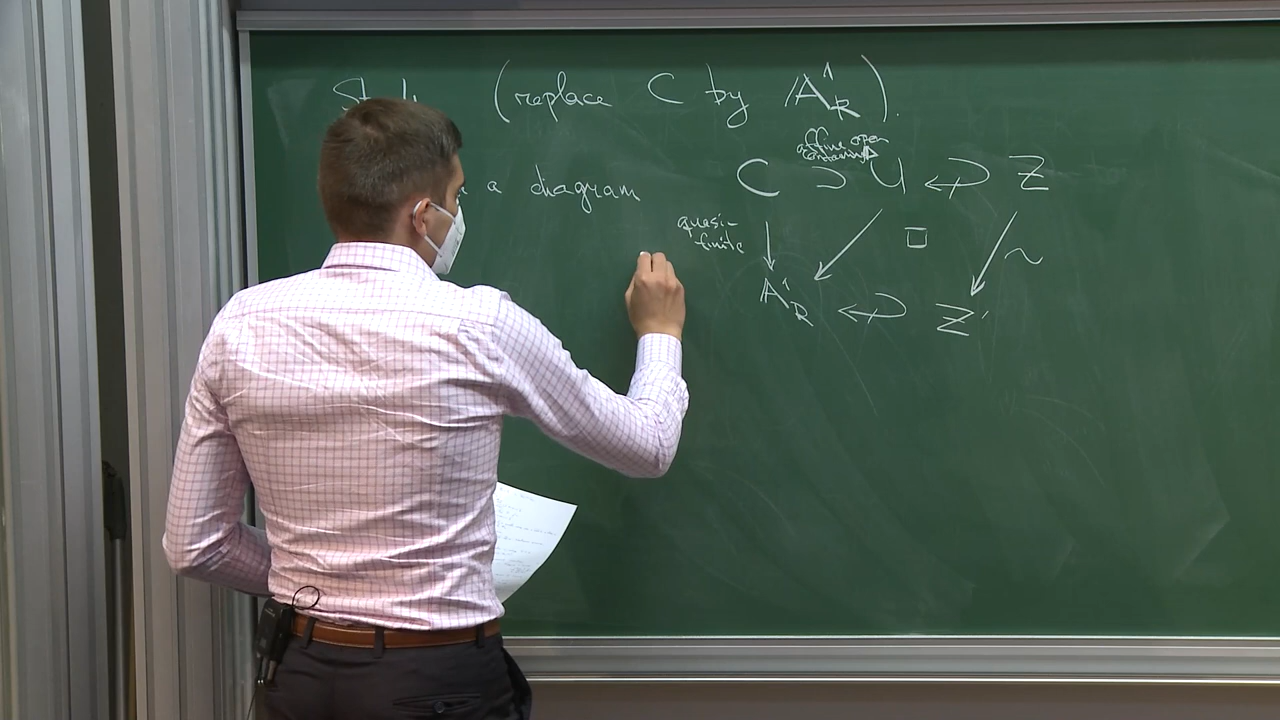 (replace C by 𝔸¹_R).
a diagram
affine open
containing Δ
C ⊃ U ↩ Z
quasi-
finite
□
~
𝔸¹_R ↩ Z'